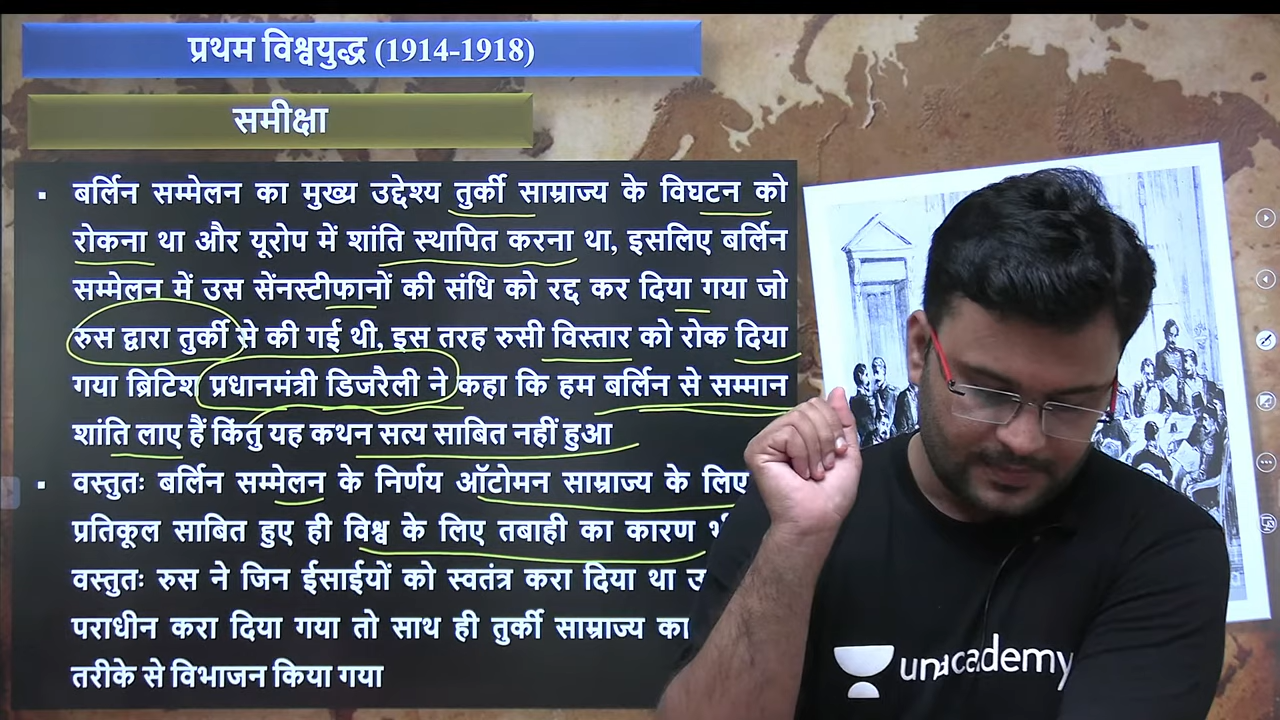 प्रथम विश्वयुद्ध (1914-1918)
समीक्षा
▪ बर्लिन सम्मेलन का मुख्य उद्देश्य तुर्की साम्राज्य के विघटन को
रोकना था और यूरोप में शांति स्थापित करना था, इसलिए बर्लिन
सम्मेलन में उस सेंनस्टीफानों की संधि को रद्द कर दिया गया जो
रुस द्वारा तुर्की से की गई थी, इस तरह रुसी विस्तार को रोक दिया
गया ब्रिटिश प्रधानमंत्री डिजरैली ने कहा कि हम बर्लिन से सम्मान
शांति लाए हैं किंतु यह कथन सत्य साबित नहीं हुआ
▪ वस्तुतः बर्लिन सम्मेलन के निर्णय ऑटोमन साम्राज्य के लिए
प्रतिकूल साबित हुए ही विश्व के लिए तबाही का कारण
वस्तुतः रुस ने जिन ईसाईयों को स्वतंत्र करा दिया था
पराधीन करा दिया गया तो साथ ही तुर्की साम्राज्य का
तरीके से विभाजन किया गया
unacademy